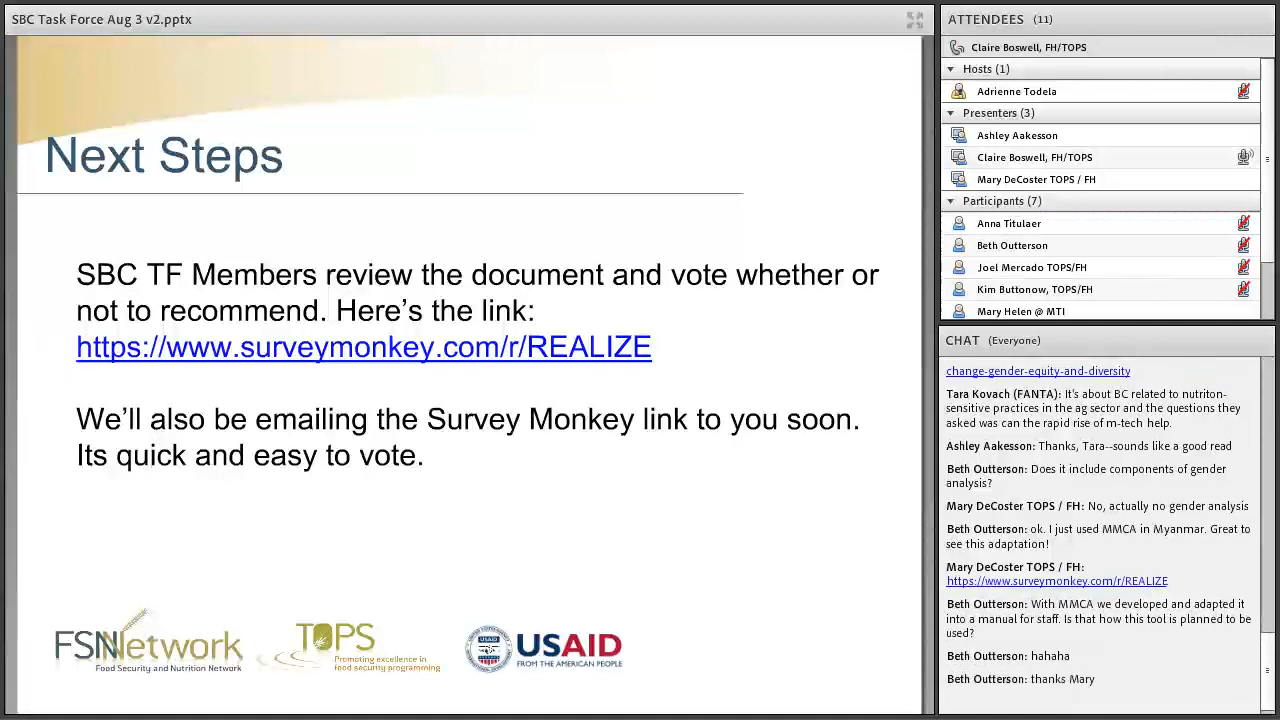 SBC Task Force Aug 3 v2.pptx
Next Steps
SBC TF Members review the document and vote whether or
not to recommend. Here's the link:
https://www.surveymonkey.com/r/REALIZE
We'll also be emailing the Survey Monkey link to you soon.
Its quick and easy to vote.
FSNNetwork
Food Security and Nutrition Network
TOPS
Promoting excellence in
food security programming
USAID
FROM THE AMERICAN PEOPLE
ATTENDEES (11)
Claire Boswell, FH/TOPS
Hosts (1)
Adrienne Todela
Presenters (3)
Ashley Aakesson
Claire Boswell, FH/TOPS
Mary DeCoster TOPS / FH
Participants (7)
Anna Titulaer
Beth Outterson
Joel Mercado TOPS/FH
Kim Buttonow, TOPS/FH
Mary Helen @ MTI
CHAT (Everyone)
change-gender-equity-and-diversity
Tara Kovach (FANTA): It's about BC related to nutriton-
sensitive practices in the ag sector and the questions they
asked was can the rapid rise of m-tech help.
Ashley Aakesson: Thanks, Tara--sounds like a good read
Beth Outterson: Does it include components of gender
analysis?
Mary DeCoster TOPS / FH: No, actually no gender analysis
Beth Outterson: ok. I just used MMCA in Myanmar. Great to
see this adaptation!
Mary DeCoster TOPS / FH:
https://www.surveymonkey.com/r/REALIZE
Beth Outterson: With MMCA we developed and adapted it
into a manual for staff. Is that how this tool is planned to be
used?
Beth Outterson: hahaha
Beth Outterson: thanks Mary